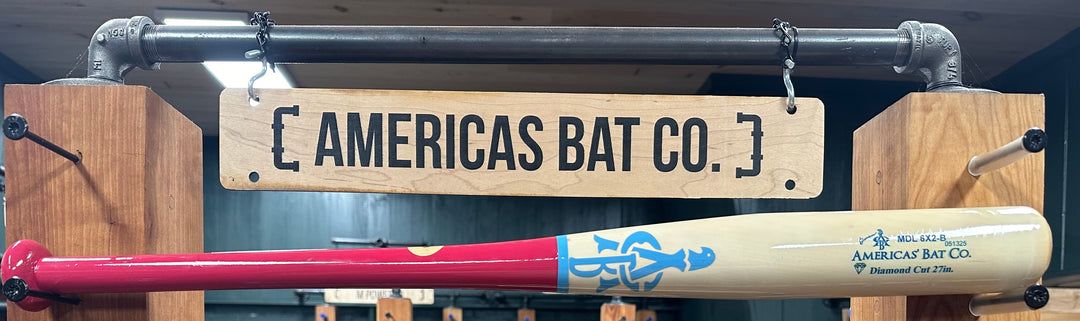 AMERICAS BAT CO.
MDL 6X2-B
051325
AMERICAS' BAT CO.
Diamond Cut 27in.